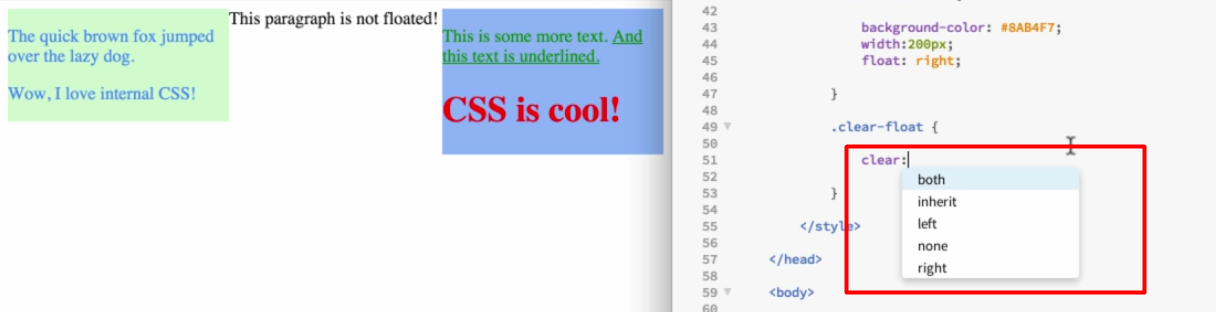 The quick brown fox jumped
over the lazy dog.
Wow, I love internal CSS!
This paragraph is not floated!
This is some more text. And
this text is underlined.
CSS is cool!
42
43 background-color: #8AB4F7;
44 width:200px;
45 float: right;
46
47 }
48
49 .clear-float {
50
51 clear:
52
53 }
54
55 </style>
56
57 </head>
58
59 <body>
60
both
inherit
left
none
right